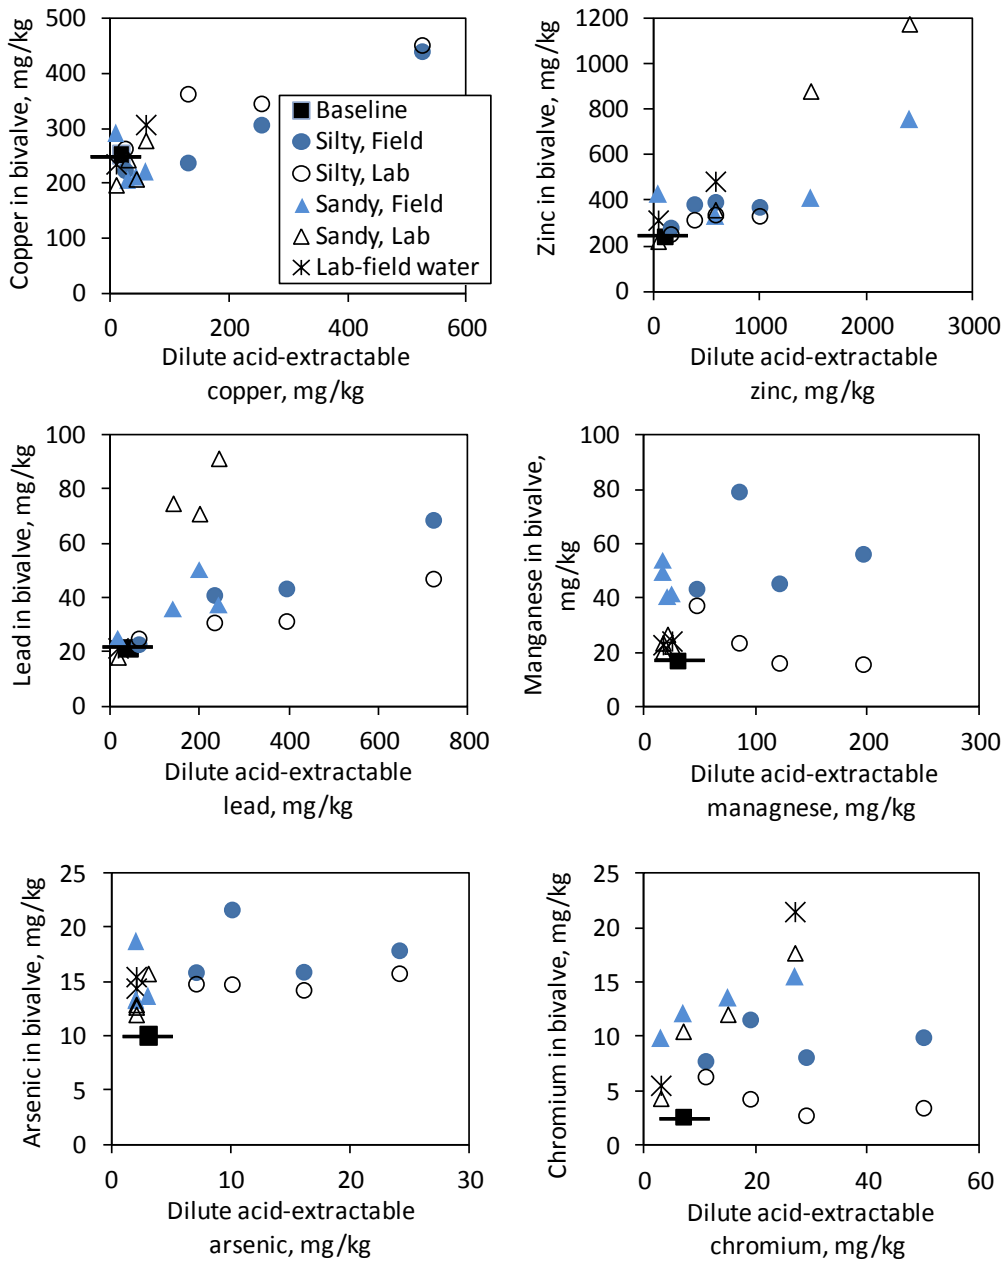 Copper in bivalve, mg/kg
500
400
300
200
100
0
Baseline
Silty, Field
Silty, Lab
Sandy, Field
Sandy, Lab
Lab-field water
0 200 400 600
Dilute acid-extractable
copper, mg/kg
Zinc in bivalve, mg/kg
1200
1000
800
600
400
200
0
0 1000 2000 3000
Dilute acid-extractable
zinc, mg/kg
Lead in bivalve, mg/kg
100
80
60
40
20
0
0 200 400 600 800
Dilute acid-extractable
lead, mg/kg
Manganese in bivalve,
mg/kg
100
80
60
40
20
0
0 100 200 300
Dilute acid-extractable
managnese, mg/kg
Arsenic in bivalve, mg/kg
25
20
15
10
5
0
0 10 20 30
Dilute acid-extractable
arsenic, mg/kg
Chromium in bivalve, mg/kg
25
20
15
10
5
0
0 20 40 60
Dilute acid-extractable
chromium, mg/kg